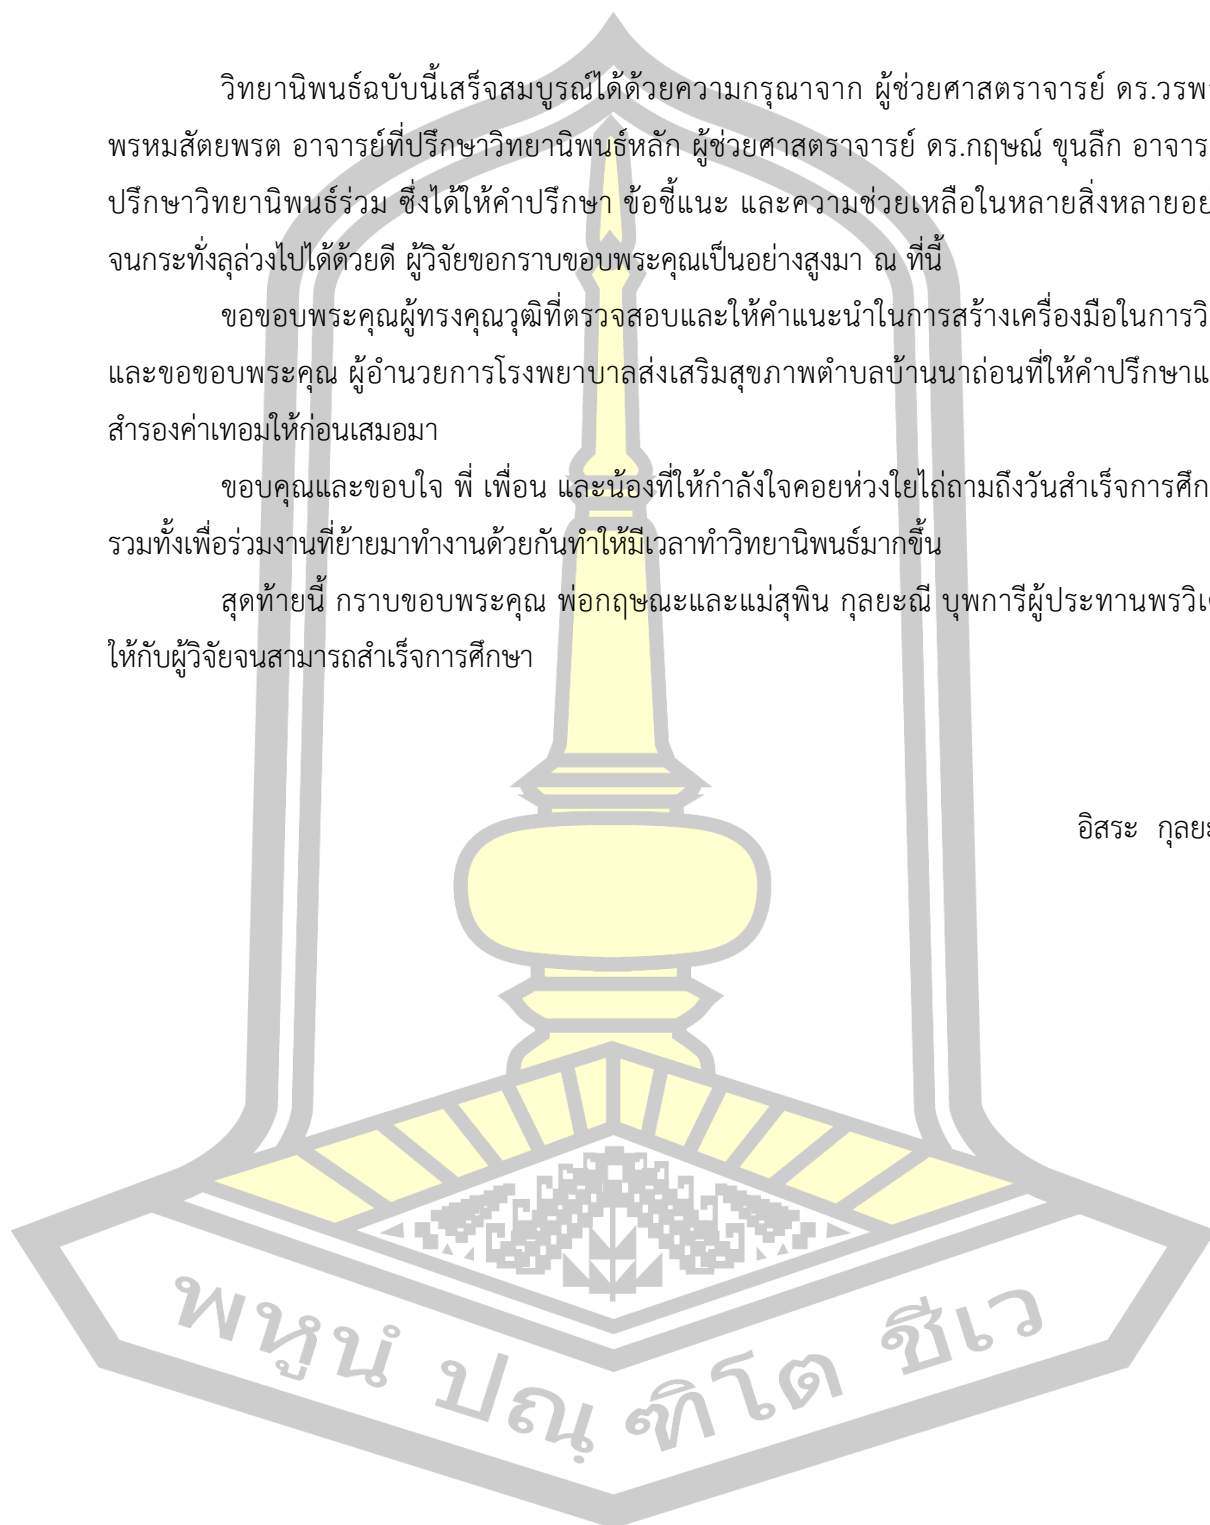 วิทยานิพนธ์ฉบับนี้เสร็จสมบูรณ์ได้ด้วยความกรุณาจาก ผู้ช่วยศาสตราจารย์ ดร.วรพ
พรหมสัตยพรต อาจารย์ที่ปรึกษาวิทยานิพนธ์หลัก ผู้ช่วยศาสตราจารย์ ดร.กฤษณ์ ขุนลึก อาจาร
ปรึกษาวิทยานิพนธ์ร่วม ซึ่งได้ให้คำปรึกษา ข้อชี้แนะ และความช่วยเหลือในหลายสิ่งหลายอย
จนกระทั่งลุล่วงไปได้ด้วยดี ผู้วิจัยขอกราบขอบพระคุณเป็นอย่างสูงมา ณ ที่นี้
ขอขอบพระคุณผู้ทรงคุณวุฒิที่ตรวจสอบและให้คำแนะนำในการสร้างเครื่องมือในการวิ
และขอขอบพระคุณ ผู้อำนวยการโรงพยาบาลส่งเสริมสุขภาพตำบลบ้านนาถ่อนที่ให้คำปรึกษาแ
สำรองค่าเทอมให้ก่อนเสมอมา
ขอบคุณและขอบใจ พี่ เพื่อน และน้องที่ให้กำลังใจคอยห่วงใยไถ่ถามถึงวันสำเร็จการศึก
รวมทั้งเพื่อร่วมงานที่ย้ายมาทำงานด้วยกันทำให้มีเวลาทำวิทยานิพนธ์มากขึ้น
สุดท้ายนี้ กราบขอบพระคุณ พ่อกฤษณะและแม่สุพิน กุลยะณี บุพการีผู้ประทานพรวิเ
ให้กับผู้วิจัยจนสามารถสำเร็จการศึกษา
อิสระ กุลยะ
พหูนํ ปณฺฑิโต ชีเว